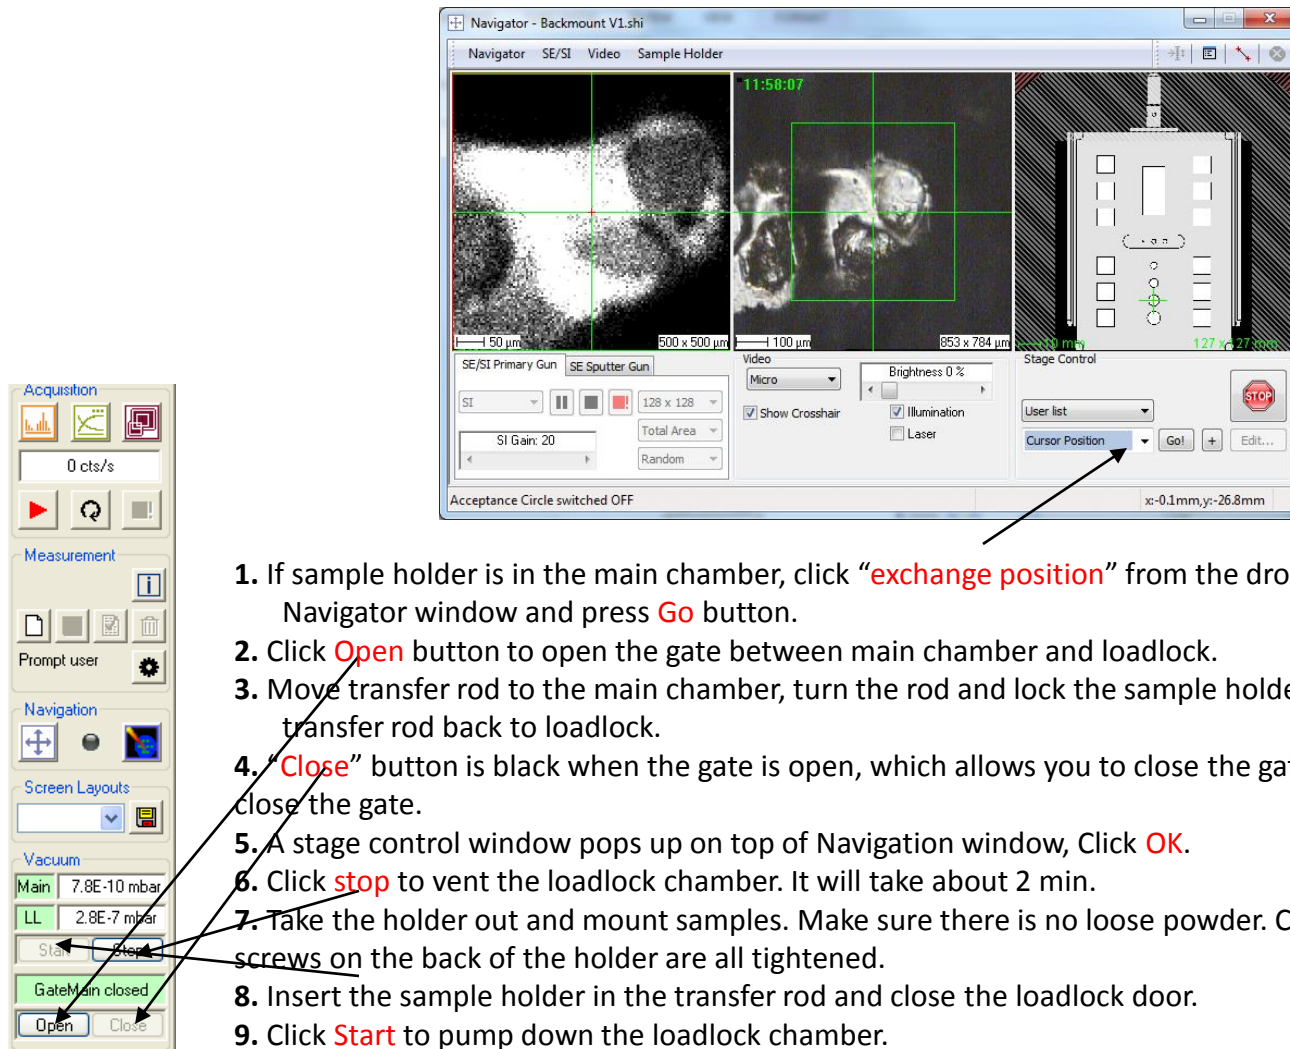 Navigator - Backmount V1.shi
Navigator SE/SI Video Sample Holder
11:58:07
50 µm 500 x 500 µm
100 µm 853 x 784 µm
10 mm 127 x 127 mm
SE/SI Primary Gun SE Sputter Gun
SI 128 x 128
SI Gain: 20 Total Area
Random
Video
Micro Brightness 0 %
Show Crosshair Illumination
Laser
Stage Control
STOP
User list
Cursor Position Go! + Edit...
Acceptance Circle switched OFF x:-0.1mm,y:-26.8mm
Acquisition
0 cts/s
Measurement
Prompt user
Navigation
Screen Layouts
Vacuum
Main 7.8E-10 mbar
LL 2.8E-7 mbar
Start Stop
GateMain closed
Open Close
1. If sample holder is in the main chamber, click “exchange position” from the dro
Navigator window and press Go button.
2. Click Open button to open the gate between main chamber and loadlock.
3. Move transfer rod to the main chamber, turn the rod and lock the sample holde
transfer rod back to loadlock.
4. “Close” button is black when the gate is open, which allows you to close the gat
close the gate.
5. A stage control window pops up on top of Navigation window, Click OK.
6. Click stop to vent the loadlock chamber. It will take about 2 min.
7. Take the holder out and mount samples. Make sure there is no loose powder. C
screws on the back of the holder are all tightened.
8. Insert the sample holder in the transfer rod and close the loadlock door.
9. Click Start to pump down the loadlock chamber.